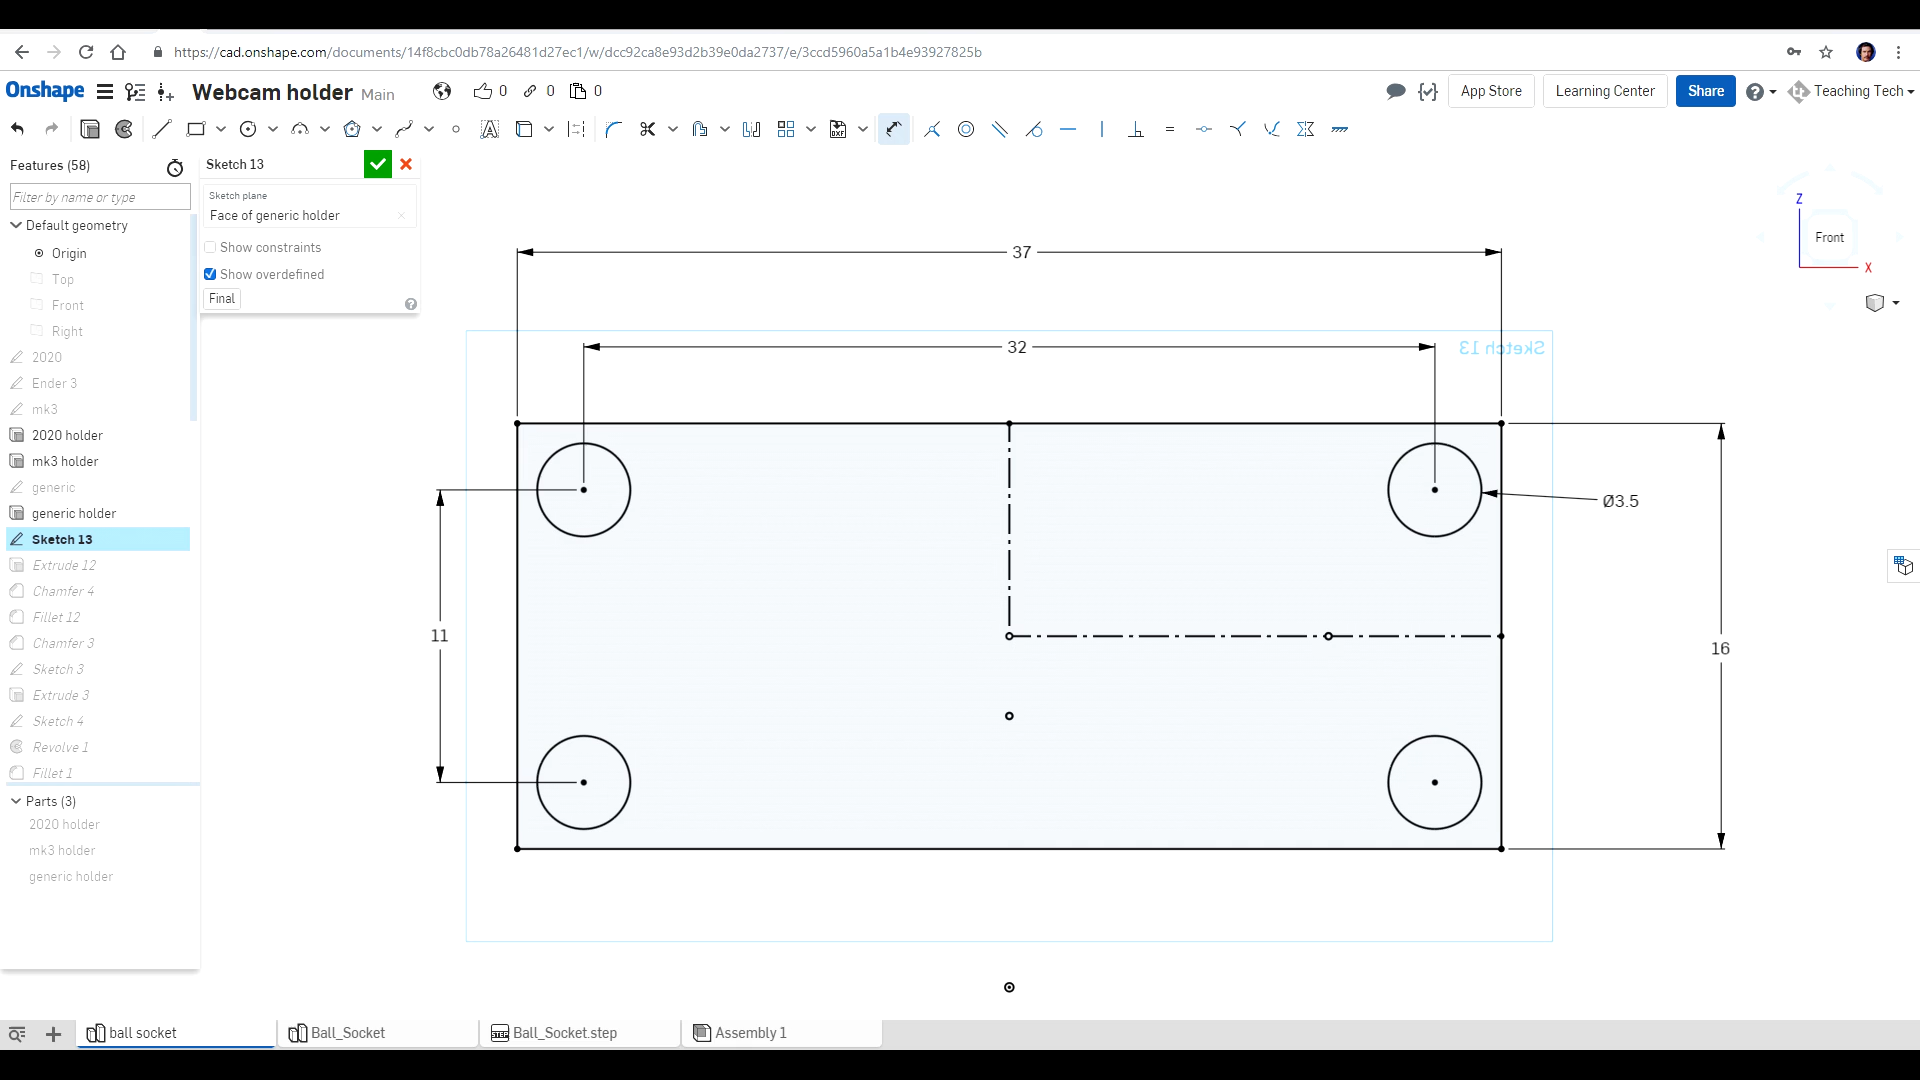 https://cad.onshape.com/documents/14f8cbc0db78a26481d27ec1/w/dcc92ca8e93d2b39e0da2737/e/3ccd5960a5a1b4e93927825b
Onshape Webcam holder Main 0 0 0 App Store Learning Center Share Teaching Tech
DXF
Features (58)
Filter by name or type
Default geometry
Origin
Top
Front
Right
2020
Ender 3
mk3
2020 holder
mk3 holder
generic
generic holder
Sketch 13
Extrude 12
Chamfer 4
Fillet 12
Chamfer 3
Sketch 3
Extrude 3
Sketch 4
Revolve 1
Fillet 1
Parts (3)
2020 holder
mk3 holder
generic holder
Sketch 13
Sketch plane
Face of generic holder
Show constraints
Show overdefined
Final
37
32
Sketch 13
Ø3.5
11
16
Z
Front
X
ball socket
Ball_Socket
STEP Ball_Socket.step
Assembly 1